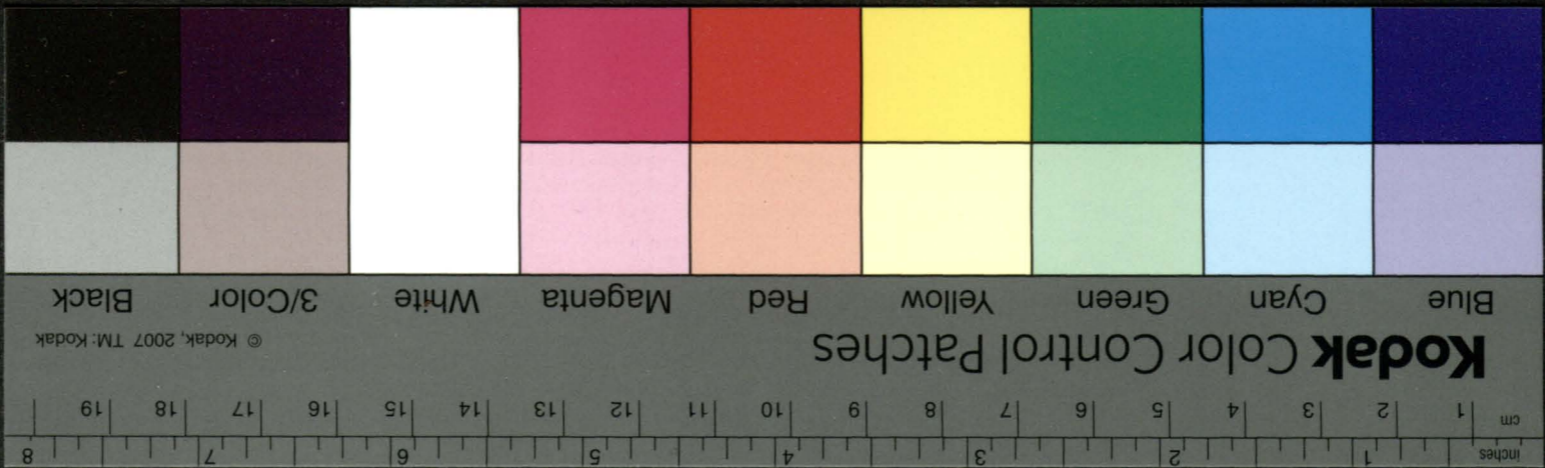 inches 1 2 3 4 5 6 7 8
cm 1 2 3 4 5 6 7 8 9 10 11 12 13 14 15 16 17 18 19
Kodak Color Control Patches © Kodak, 2007 TM: Kodak
Blue Cyan Green Yellow Red Magenta White 3/Color Black